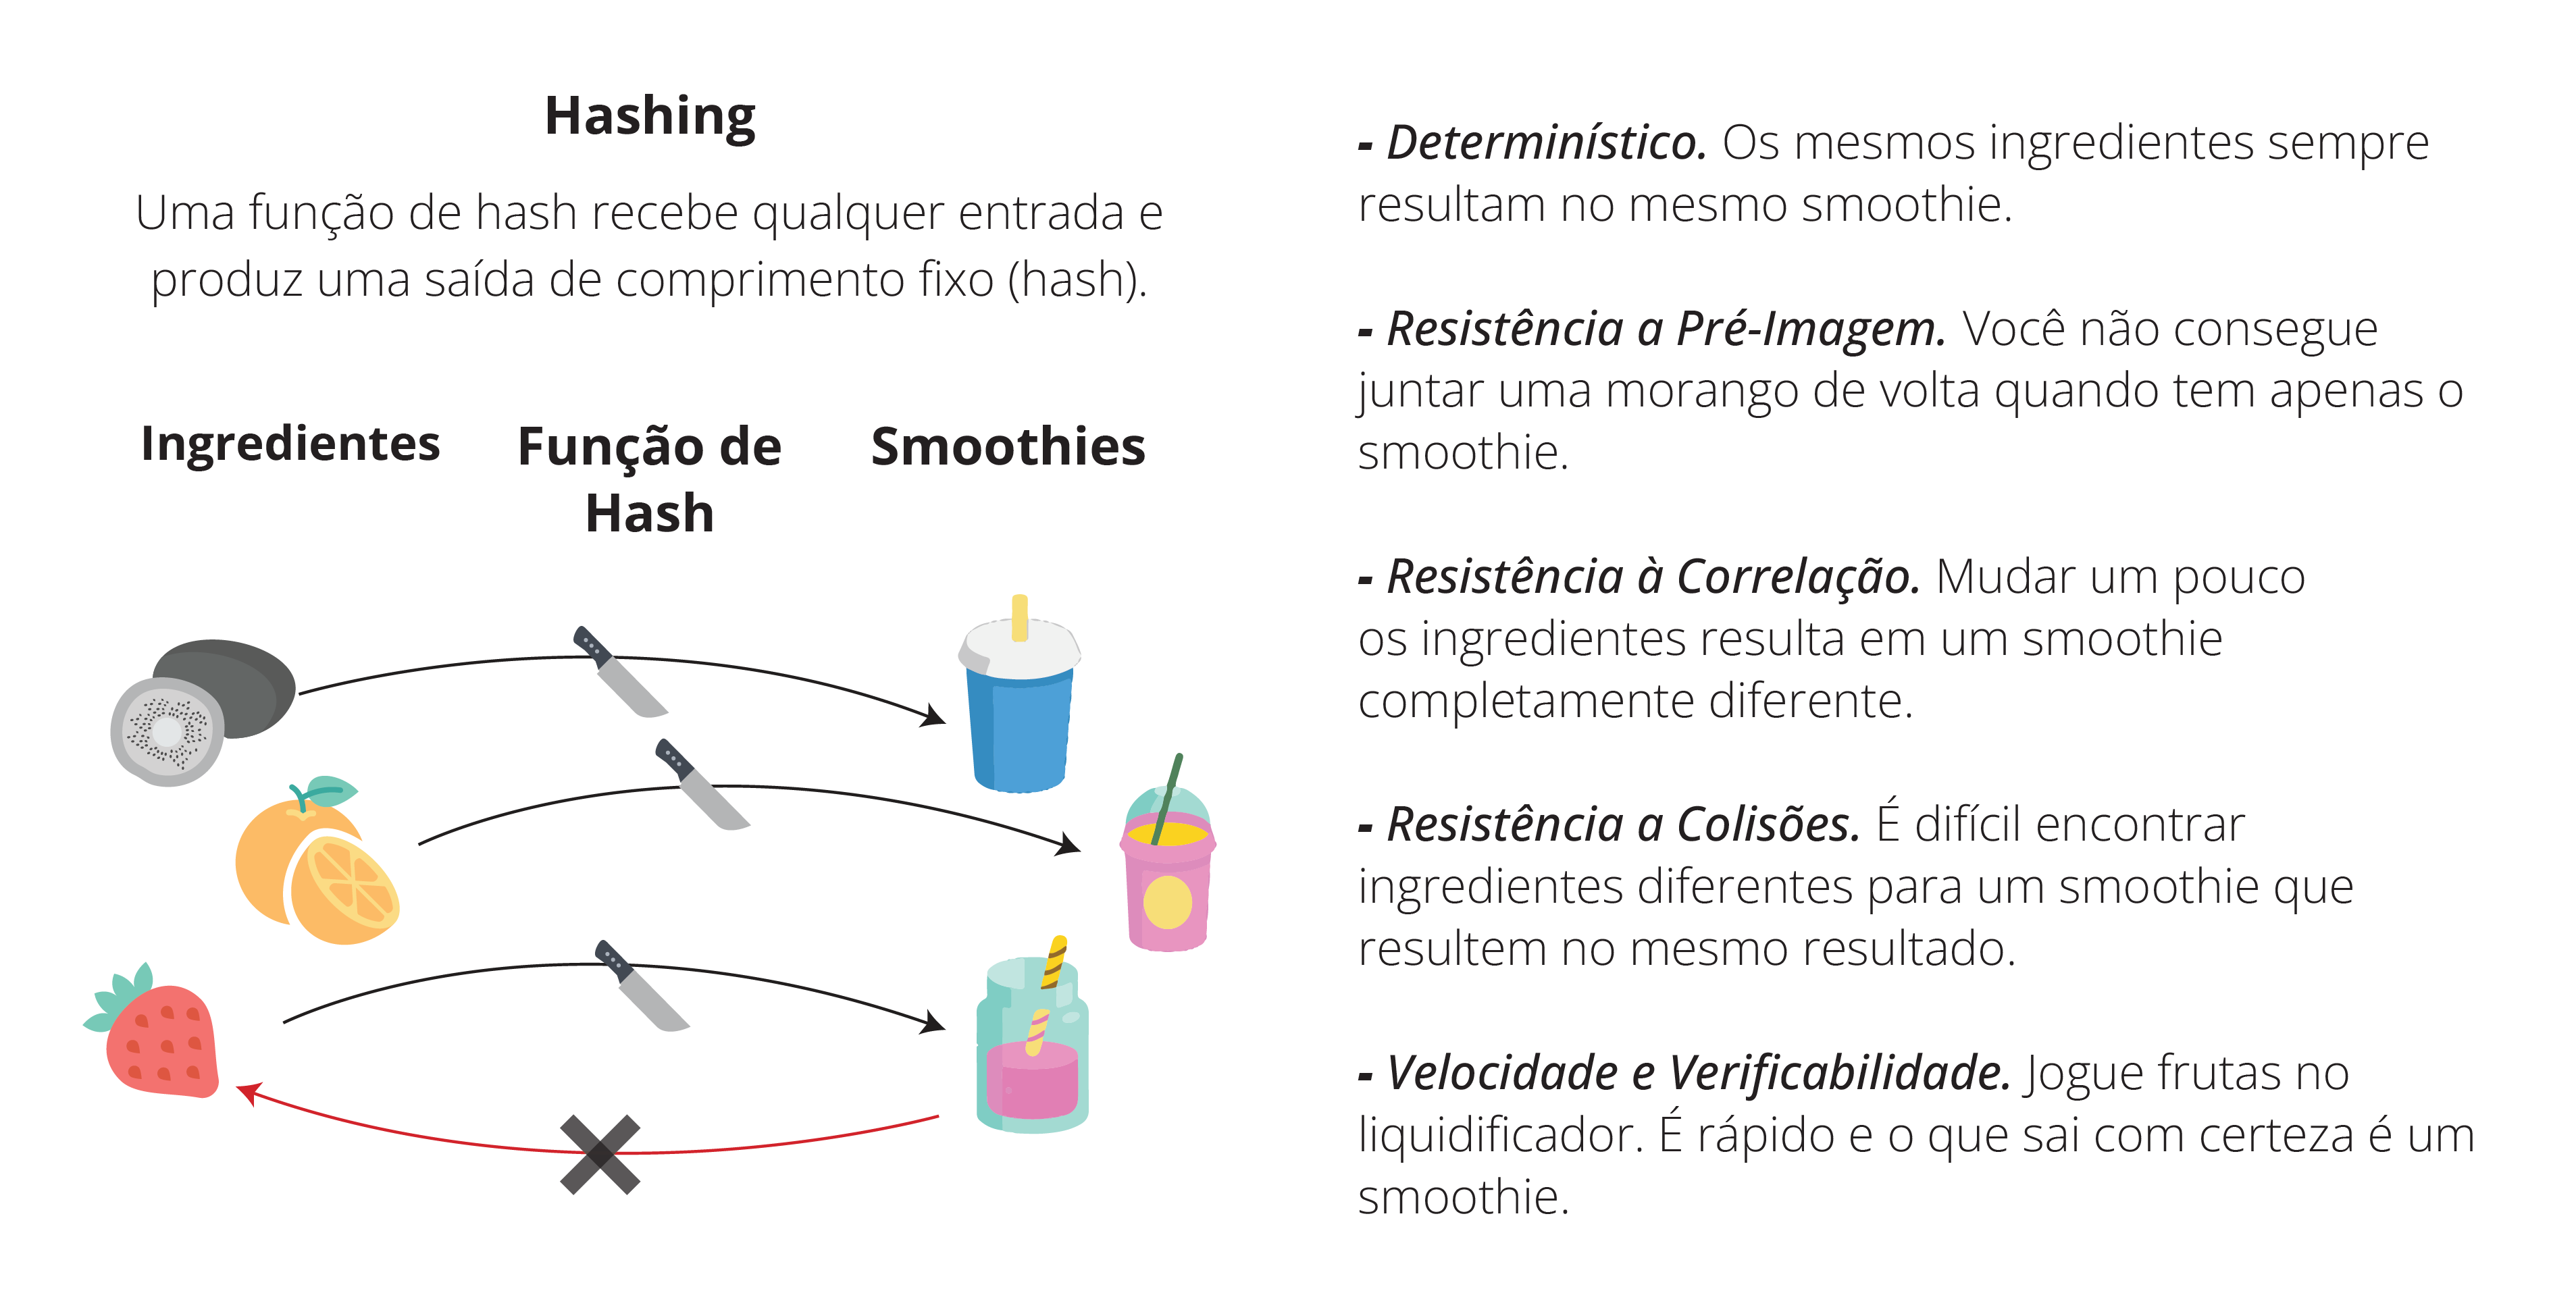 Hashing
Uma função de hash recebe qualquer entrada e
produz uma saída de comprimento fixo (hash).
Ingredientes
Função de
Hash
Smoothies
- Determinístico. Os mesmos ingredientes sempre
resultam no mesmo smoothie.
- Resistência a Pré-Imagem. Você não consegue
juntar uma morango de volta quando tem apenas o
smoothie.
- Resistência à Correlação. Mudar um pouco
os ingredientes resulta em um smoothie
completamente diferente.
- Resistência a Colisões. É difícil encontrar
ingredientes diferentes para um smoothie que
resultem no mesmo resultado.
- Velocidade e Verificabilidade. Jogue frutas no
liquidificador. É rápido e o que sai com certeza é um
smoothie.